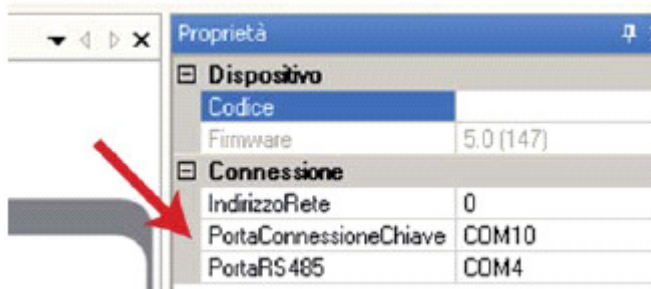 Proprietà
Dispositivo
Codice
Firmware 5.0 (147)
Connessione
IndirizzoRete 0
PortaConnessioneChiave COM10
PortaRS485 COM4